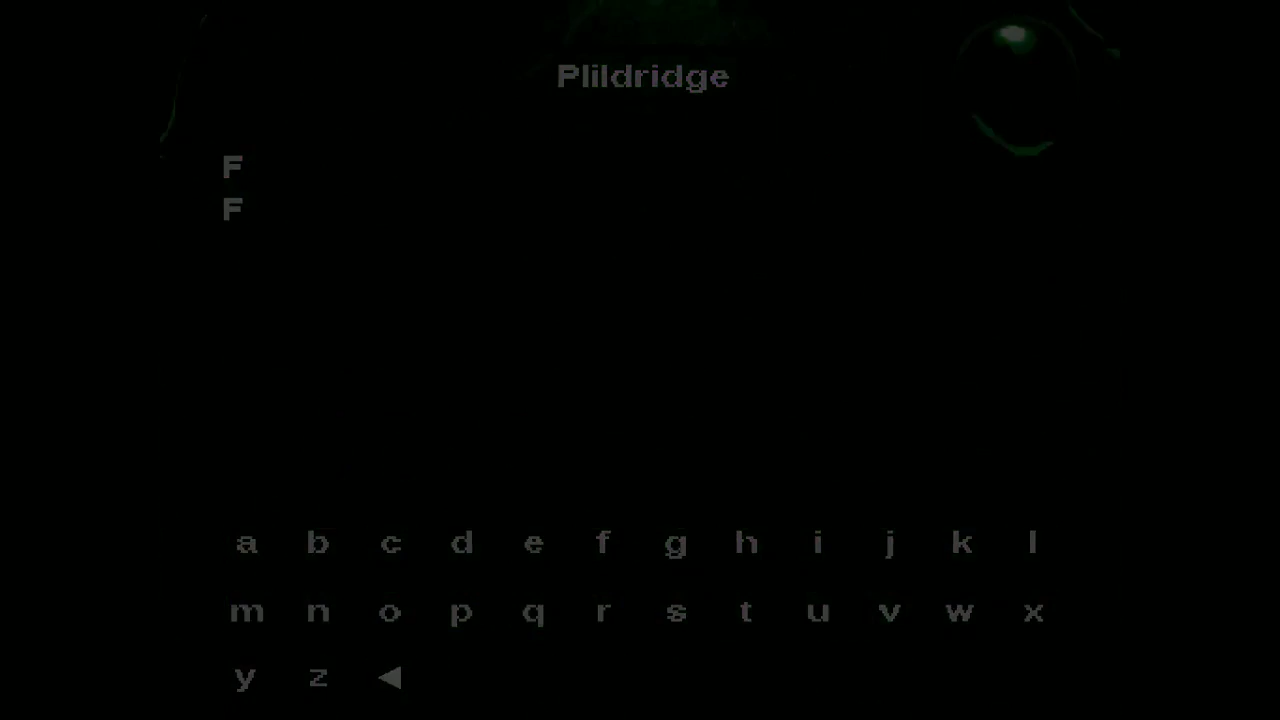 Plildridge
F
F
a b c d e f g h i j k l
m n o p q r s t u v w x
y z ◀